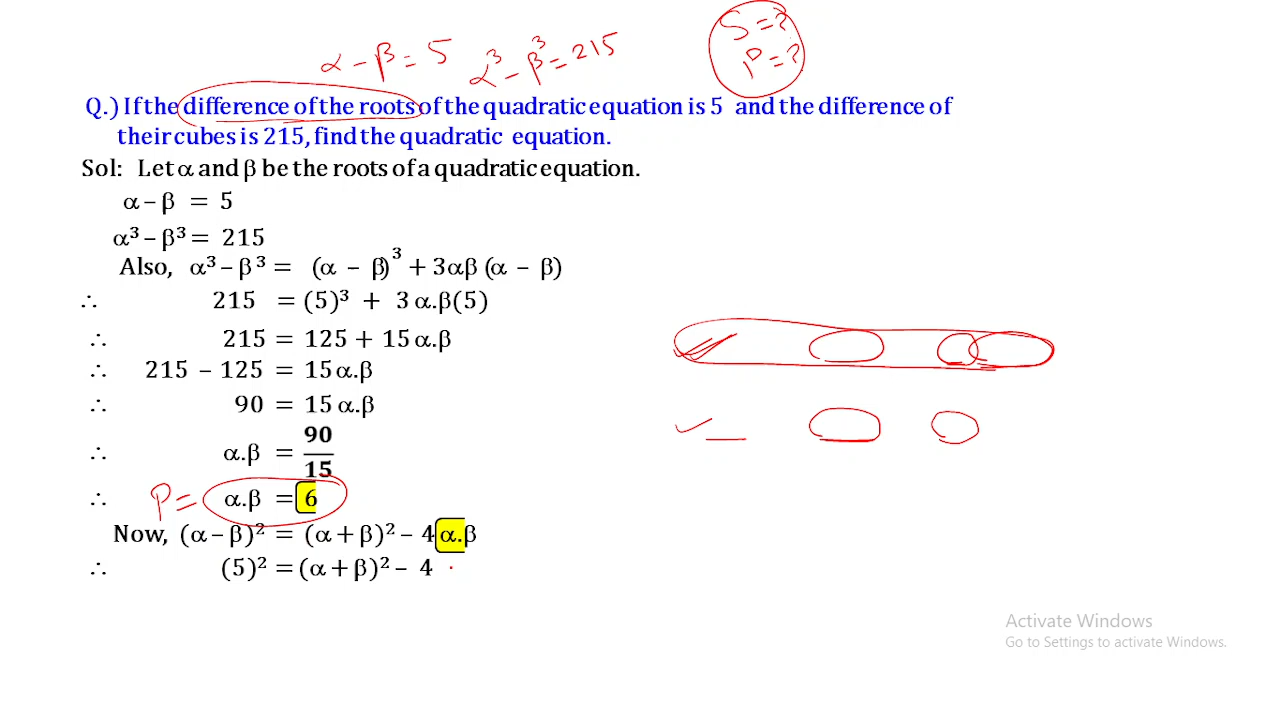 α – β = 5   α³ – β³ = 215   S = ?
P = ?
Q.) If the difference of the roots of the quadratic equation is 5 and the difference of
their cubes is 215, find the quadratic equation.
Sol: Let α and β be the roots of a quadratic equation.
α – β = 5
α³ – β³ = 215
Also, α³ – β³ = (α – β)³ + 3αβ (α – β)
∴ 215 = (5)³ + 3 α.β(5)
∴ 215 = 125 + 15 α.β
∴ 215 – 125 = 15 α.β
∴ 90 = 15 α.β
∴ α.β = 90/15
∴ P = α.β = 6
Now, (α – β)² = (α + β)² – 4 α.β
∴ (5)² = (α + β)² – 4
Activate Windows
Go to Settings to activate Windows.